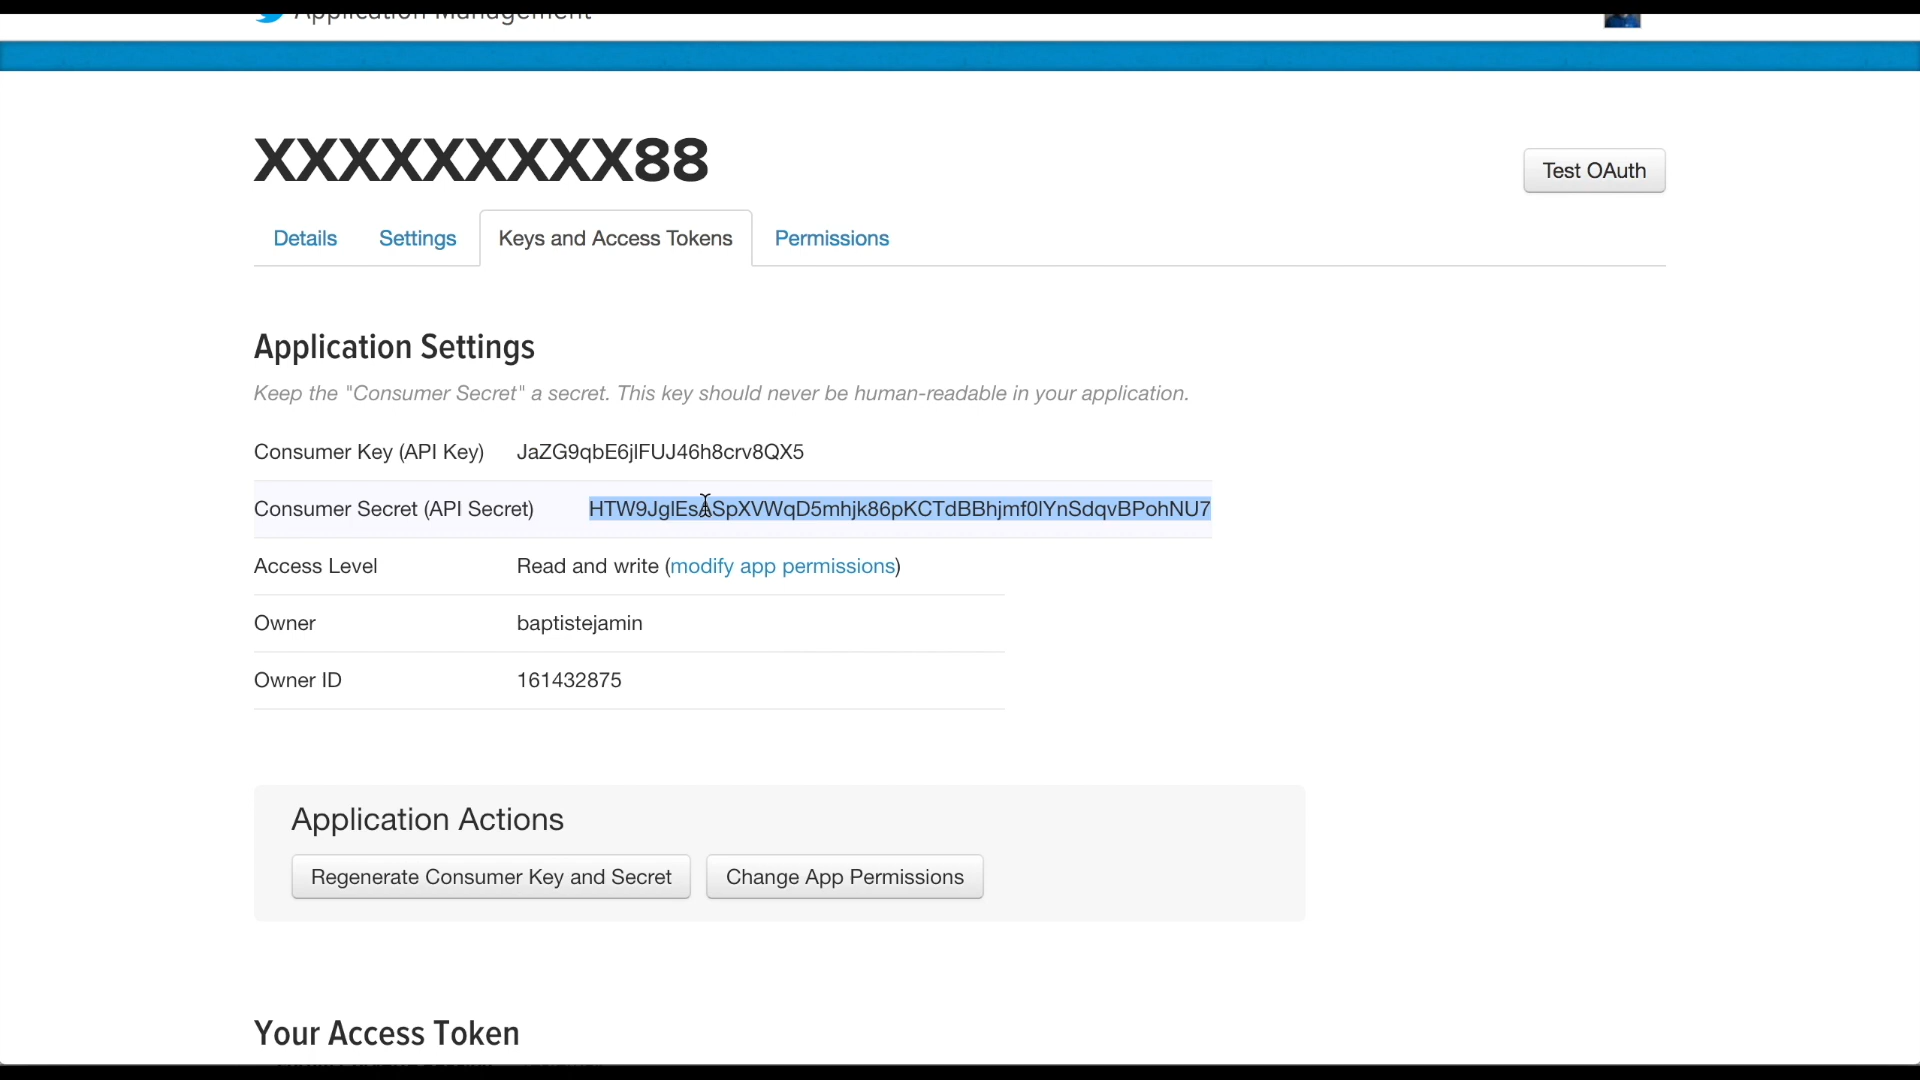 Application Management
XXXXXXXXX88
Test OAuth
Details
Settings
Keys and Access Tokens
Permissions
Application Settings
Keep the "Consumer Secret" a secret. This key should never be human-readable in your application.
Consumer Key (API Key) JaZG9qbE6jlFUJ46h8crv8QX5
Consumer Secret (API Secret)
Access Level Read and write (modify app permissions)
Owner baptistejamin
Owner ID 161432875
Application Actions
Regenerate Consumer Key and Secret
Change App Permissions
Your Access Token